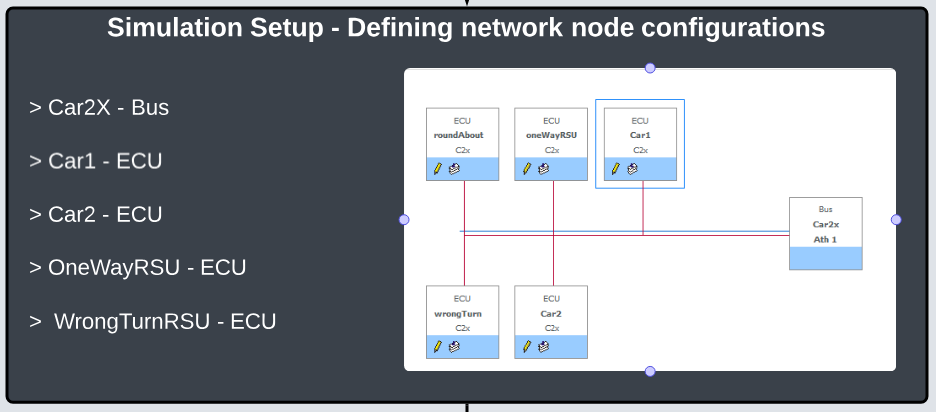 Simulation Setup - Defining network node configurations
> Car2X - Bus
> Car1 - ECU
> Car2 - ECU
> OneWayRSU - ECU
> WrongTurnRSU - ECU
ECU
roundAbout
C2x
ECU
oneWayRSU
C2x
ECU
Car1
C2x
Bus
Car2x
Ath 1
ECU
wrongTurn
C2x
ECU
Car2
C2x